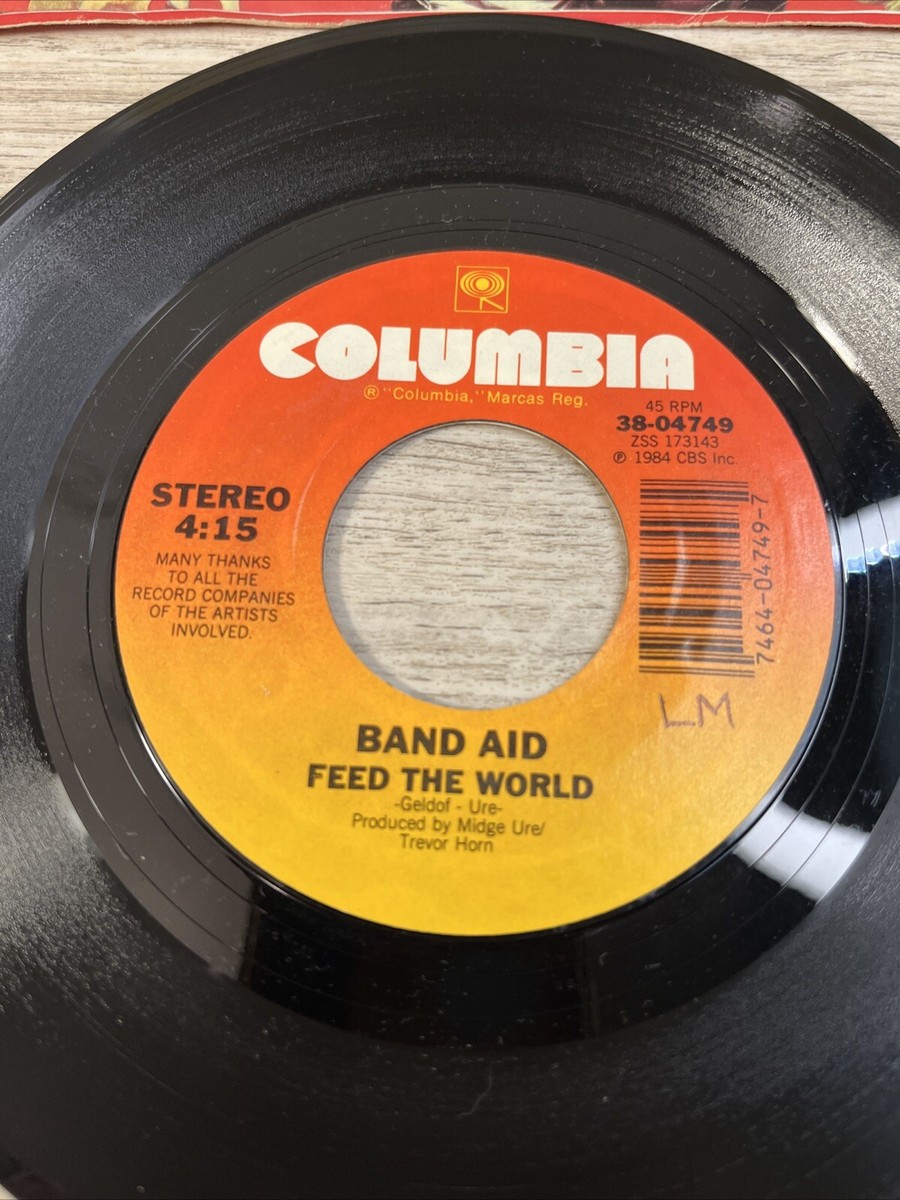 COLUMBIA
® "Columbia," Marcas Reg.
45 RPM
38-04749
ZSS 173143
℗ 1984 CBS Inc.
STEREO
4:15
MANY THANKS
TO ALL THE
RECORD COMPANIES
OF THE ARTISTS
INVOLVED.
7464-04749-7
L.M
BAND AID
FEED THE WORLD
-Geldof - Ure-
Produced by Midge Ure/
Trevor Horn